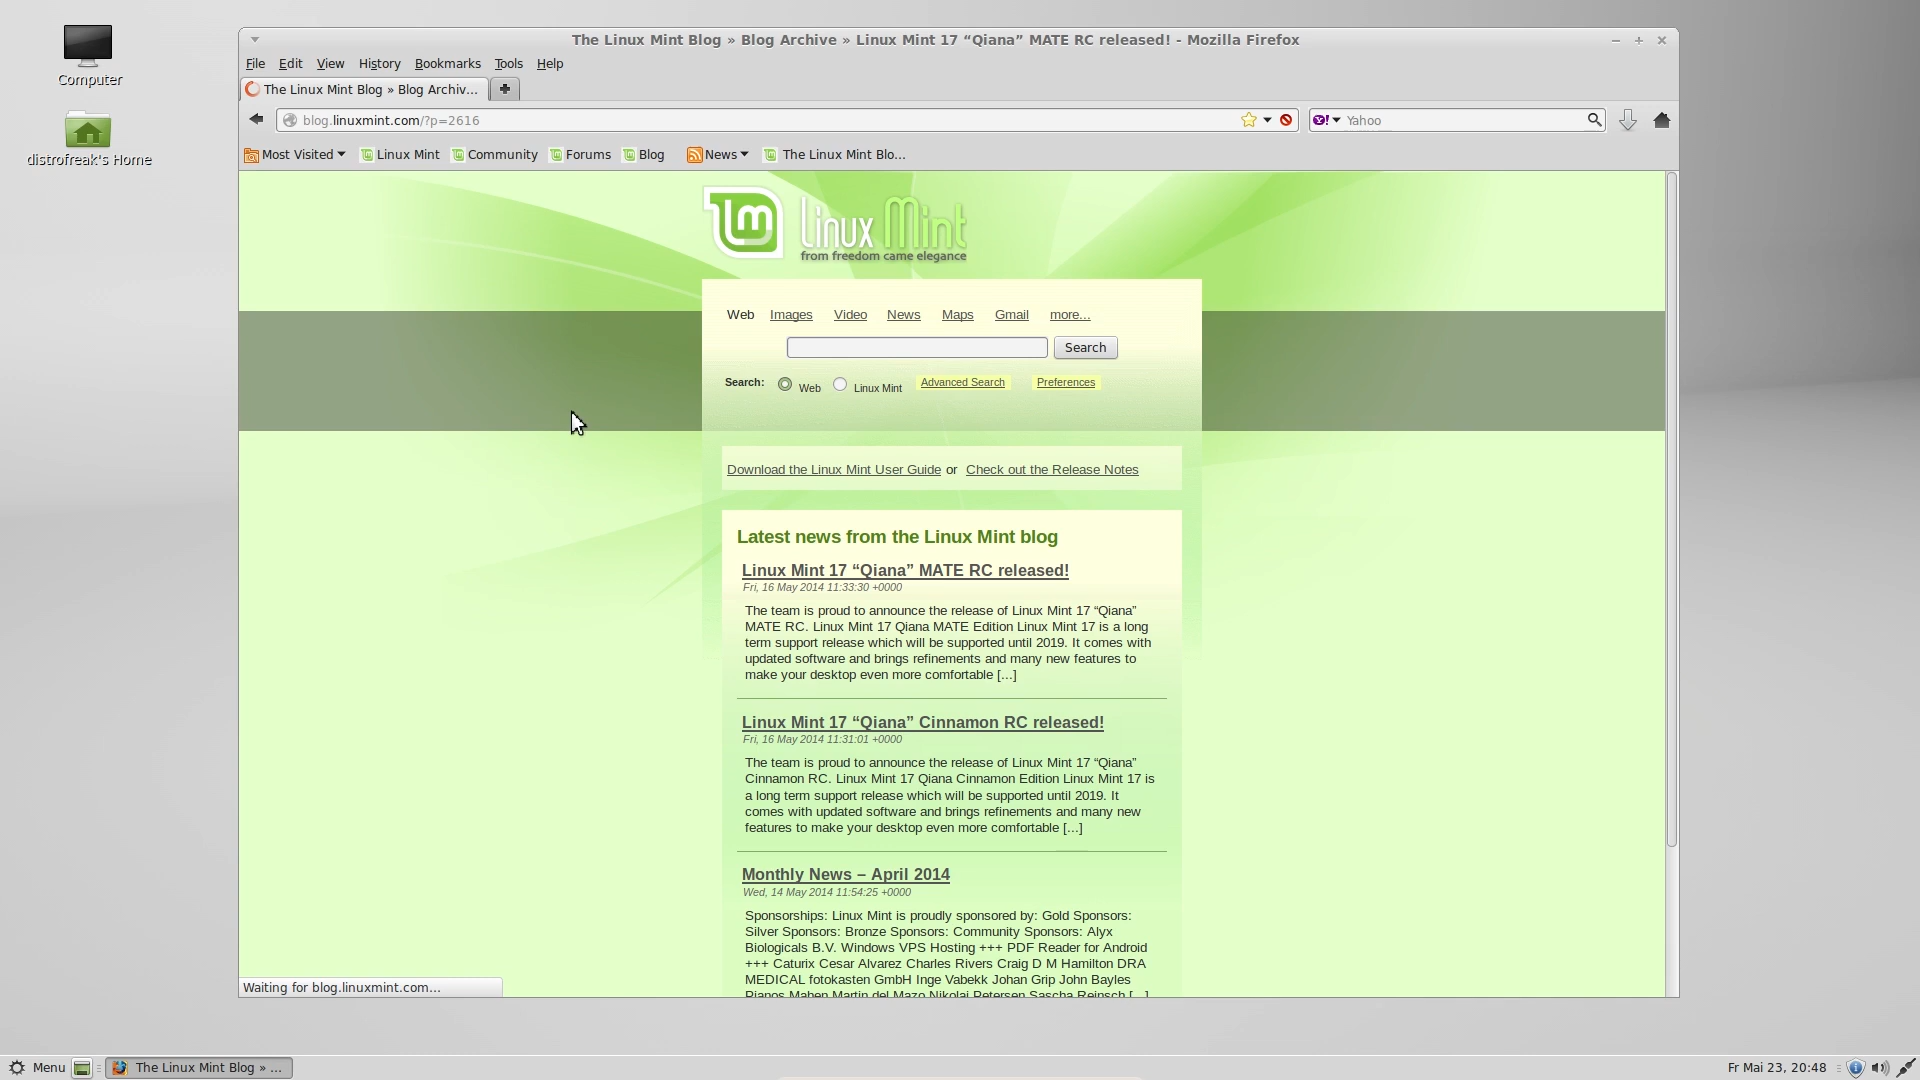 Computer
distrofreak's Home
The Linux Mint Blog » Blog Archive » Linux Mint 17 “Qiana” MATE RC released! - Mozilla Firefox
File Edit View History Bookmarks Tools Help
The Linux Mint Blog » Blog Archiv...
blog.linuxmint.com/?p=2616
Y! Yahoo
Most Visited Linux Mint Community Forums Blog News The Linux Mint Blo...
Linux Mint
from freedom came elegance
Web Images Video News Maps Gmail more...
Search
Search: Web Linux Mint Advanced Search Preferences
Download the Linux Mint User Guide or Check out the Release Notes
Latest news from the Linux Mint blog
Linux Mint 17 “Qiana” MATE RC released!
Fri, 16 May 2014 11:33:30 +0000
The team is proud to announce the release of Linux Mint 17 “Qiana”
MATE RC. Linux Mint 17 Qiana MATE Edition Linux Mint 17 is a long
term support release which will be supported until 2019. It comes with
updated software and brings refinements and many new features to
make your desktop even more comfortable [...]
Linux Mint 17 “Qiana” Cinnamon RC released!
Fri, 16 May 2014 11:31:01 +0000
The team is proud to announce the release of Linux Mint 17 “Qiana”
Cinnamon RC. Linux Mint 17 Qiana Cinnamon Edition Linux Mint 17 is
a long term support release which will be supported until 2019. It
comes with updated software and brings refinements and many new
features to make your desktop even more comfortable [...]
Monthly News – April 2014
Wed, 14 May 2014 11:54:25 +0000
Sponsorships: Linux Mint is proudly sponsored by: Gold Sponsors:
Silver Sponsors: Bronze Sponsors: Community Sponsors: Alyx
Biologicals B.V. Windows VPS Hosting +++ PDF Reader for Android
+++ Caturix Cesar Alvarez Charles Rivers Craig D M Hamilton DRA
MEDICAL fotokasten GmbH Inge Vabekk Johan Grip John Bayles
Pianos Mahen Martin del Mazo Nikolai Petersen Sascha Reinsch [...]
Waiting for blog.linuxmint.com...
Menu The Linux Mint Blog » ... Fr Mai 23, 20:48